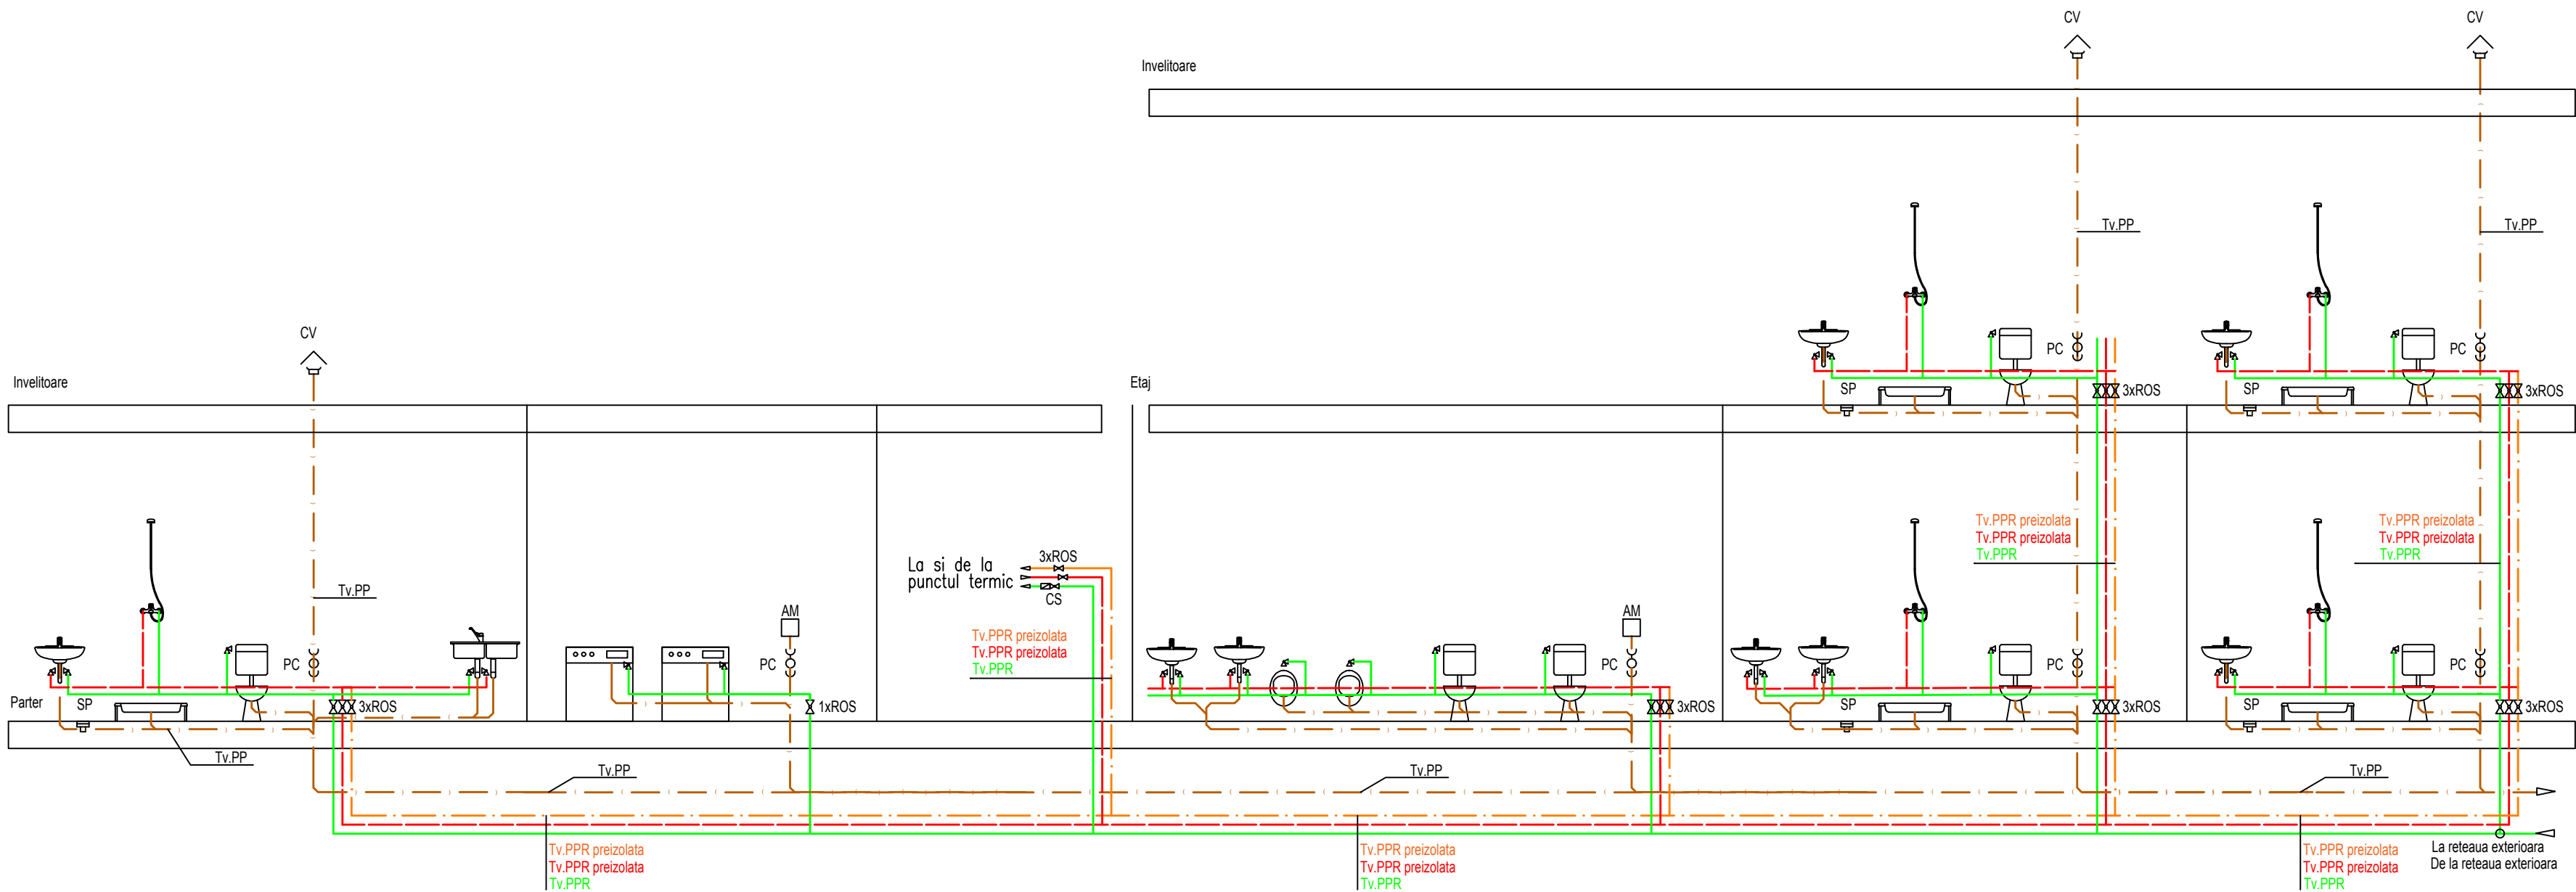 CV
CV
Invelitoare
Tv.PP
Tv.PP
CV
PC
PC
Invelitoare
Etaj
SP
3xROS
SP
3xROS
Tv.PPR preizolata
Tv.PPR preizolata
Tv.PPR
Tv.PPR preizolata
Tv.PPR preizolata
Tv.PPR
3xROS
La si de la
punctul termic
CS
Tv.PP
AM
AM
Tv.PPR preizolata
Tv.PPR preizolata
Tv.PPR
PC
PC
PC
PC
PC
Parter
SP
3xROS
1xROS
3xROS
SP
3xROS
SP
3xROS
Tv.PP
Tv.PP
Tv.PP
Tv.PP
Tv.PPR preizolata
Tv.PPR preizolata
Tv.PPR
Tv.PPR preizolata
Tv.PPR preizolata
Tv.PPR
Tv.PPR preizolata
Tv.PPR preizolata
Tv.PPR
La reteaua exterioara
De la reteaua exterioara